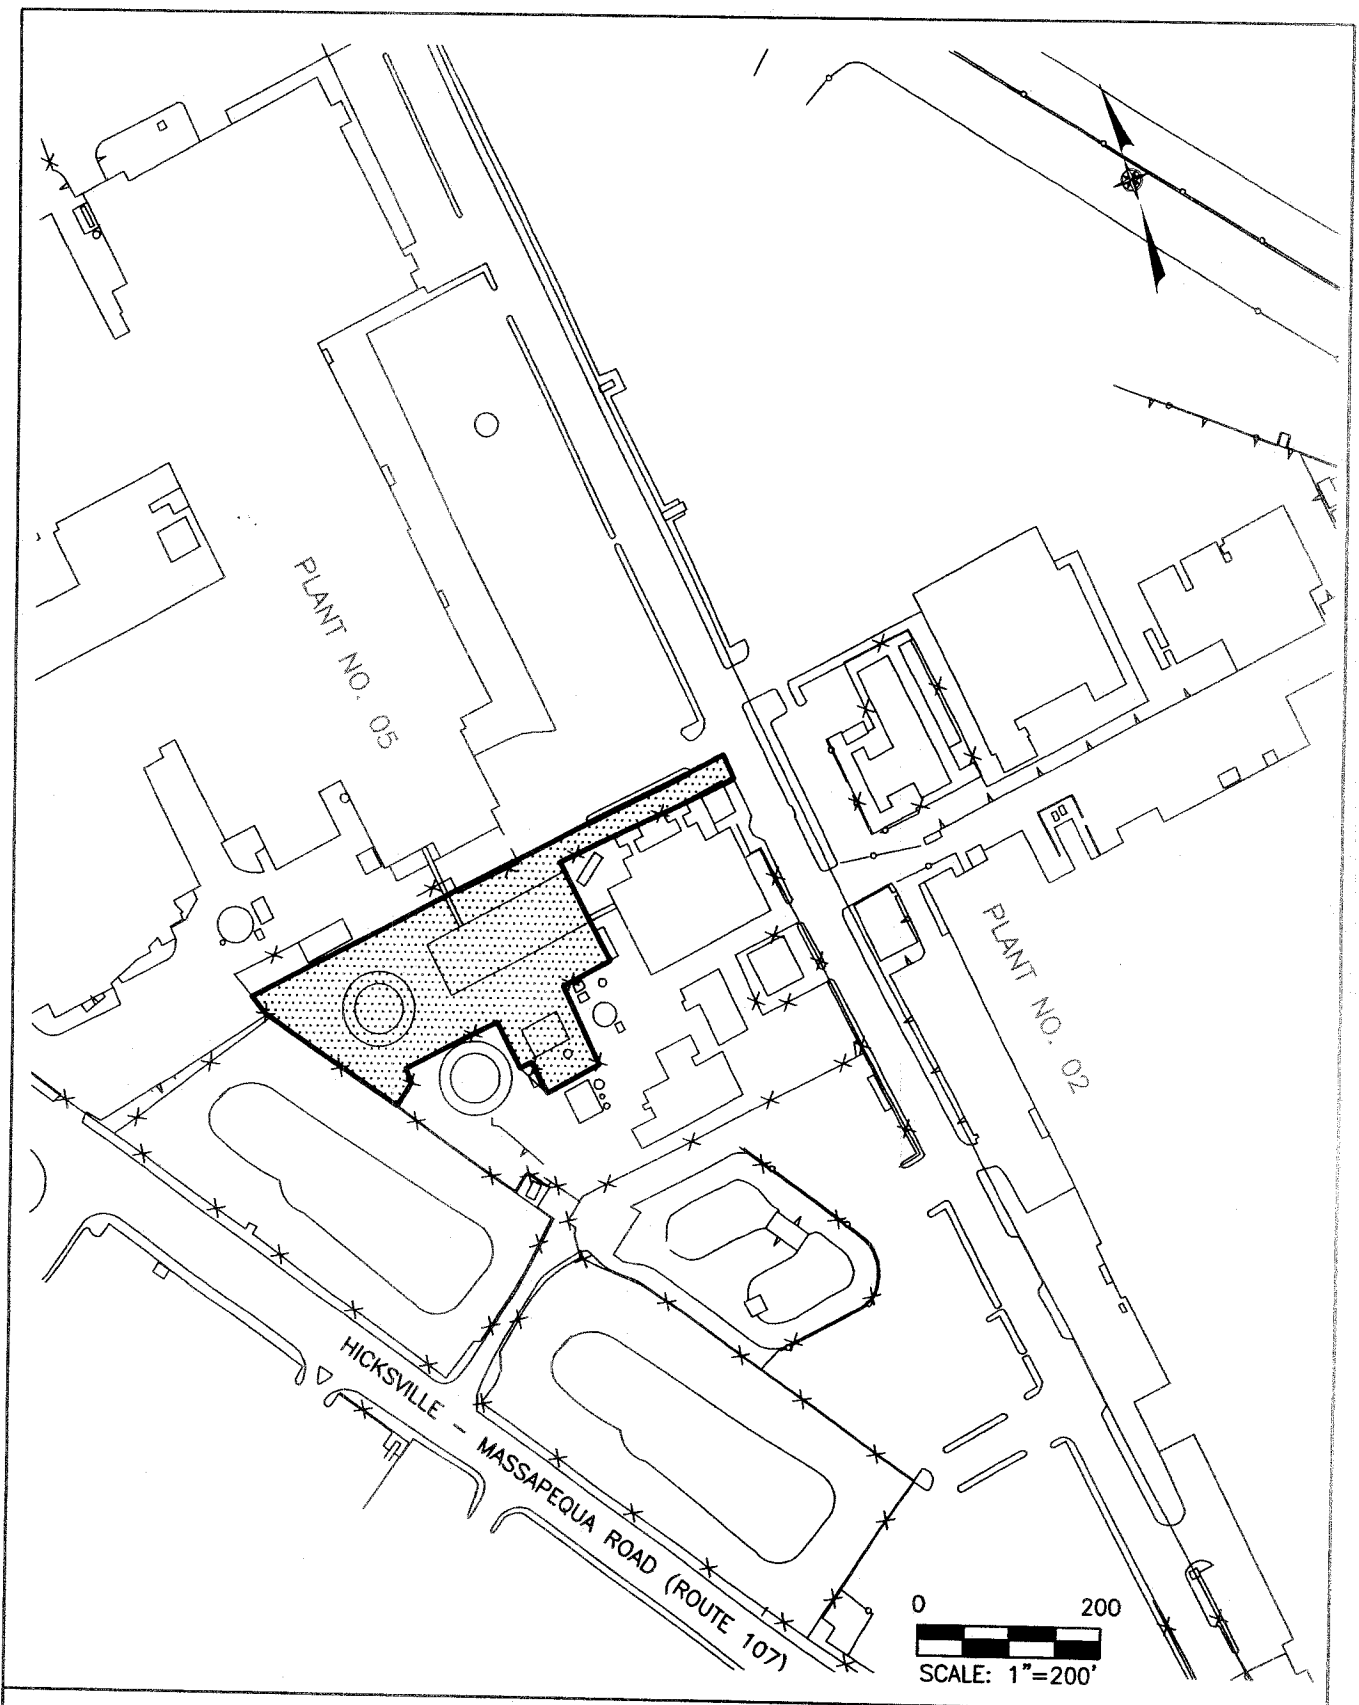 PLANT NO. 05
PLANT NO. 02
HICKSVILLE – MASSAPEQUA ROAD (ROUTE 107)
0 200
SCALE: 1"=200'